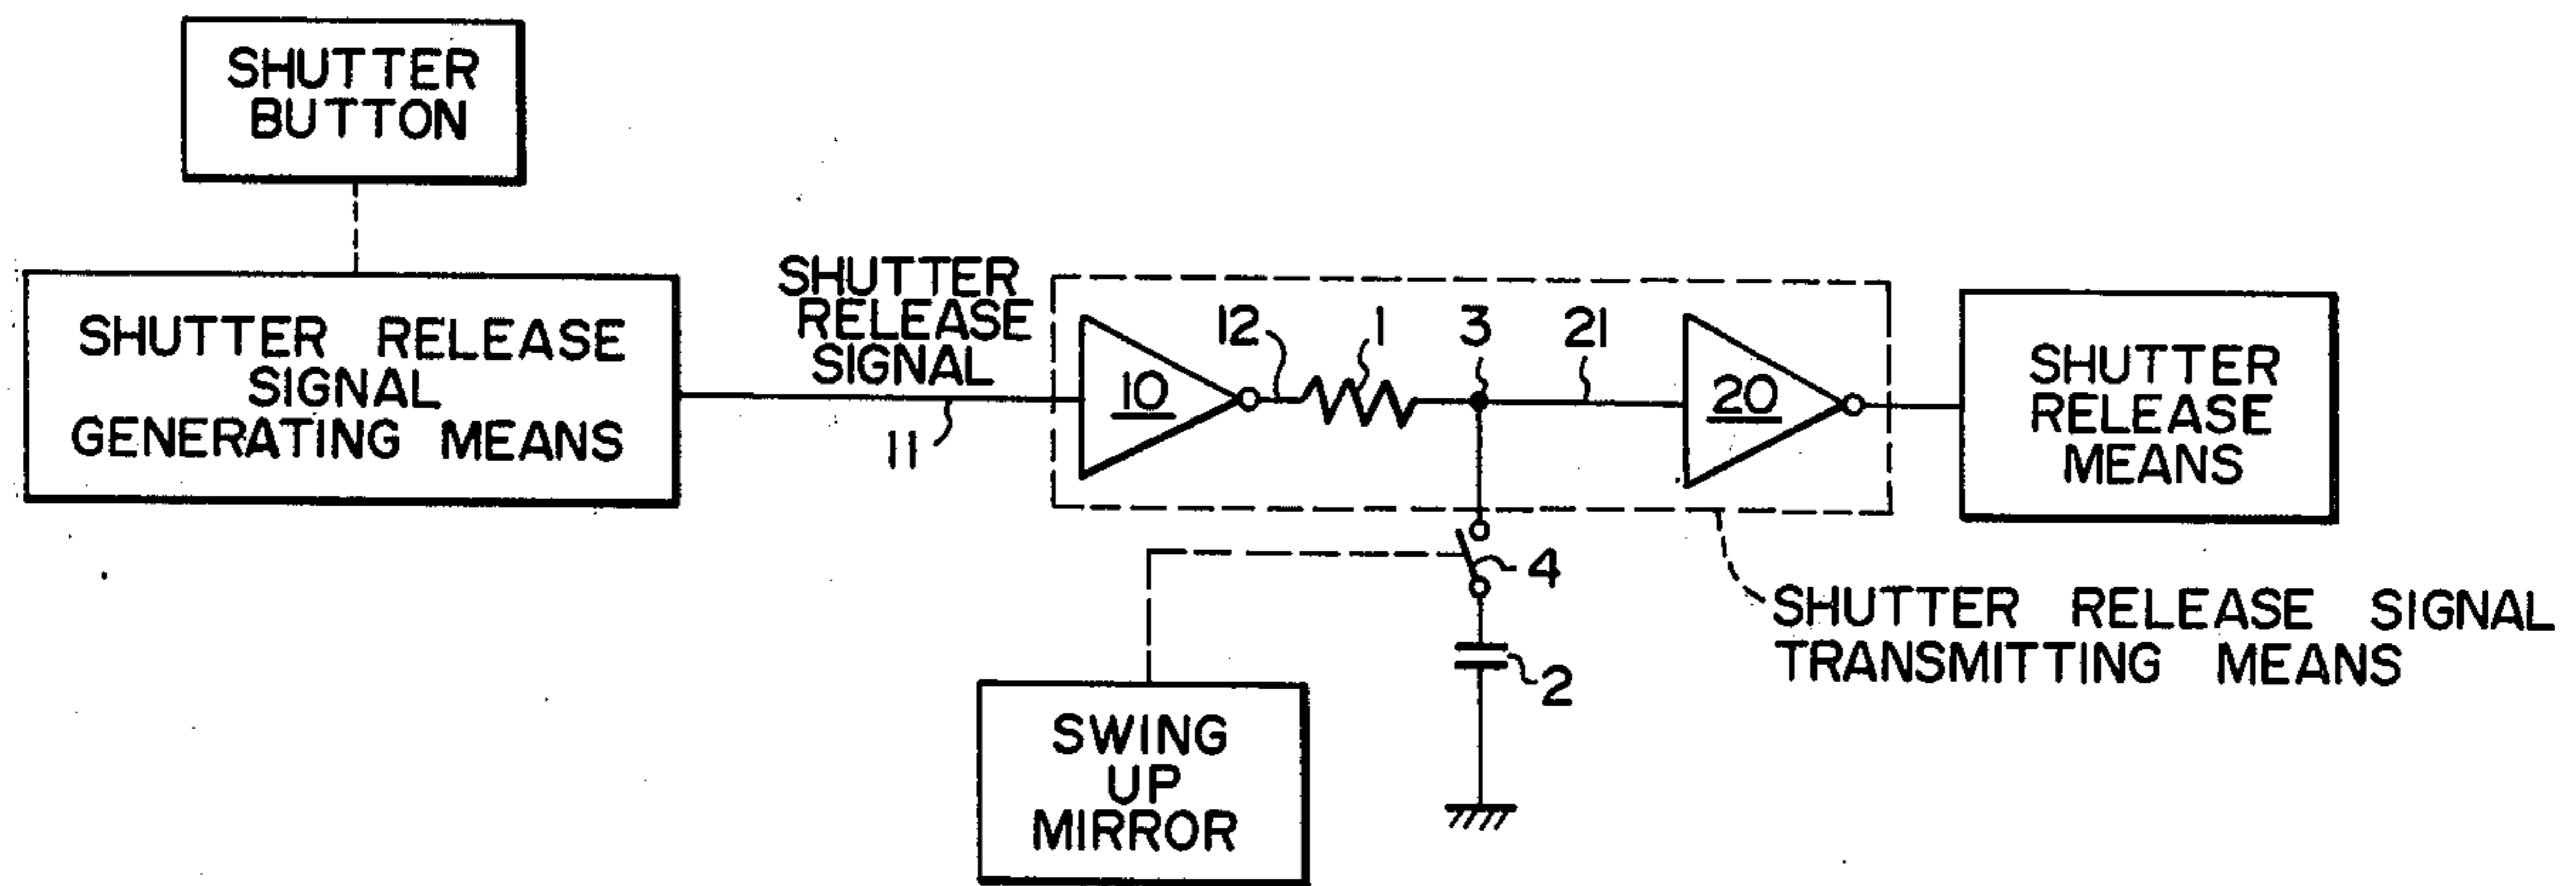 SHUTTER
BUTTON
SHUTTER RELEASE
SIGNAL
GENERATING MEANS
SHUTTER
RELEASE
SIGNAL
11
10
12
1
3
21
20
SHUTTER
RELEASE
MEANS
4
2
SHUTTER RELEASE SIGNAL
TRANSMITTING MEANS
SWING
UP
MIRROR